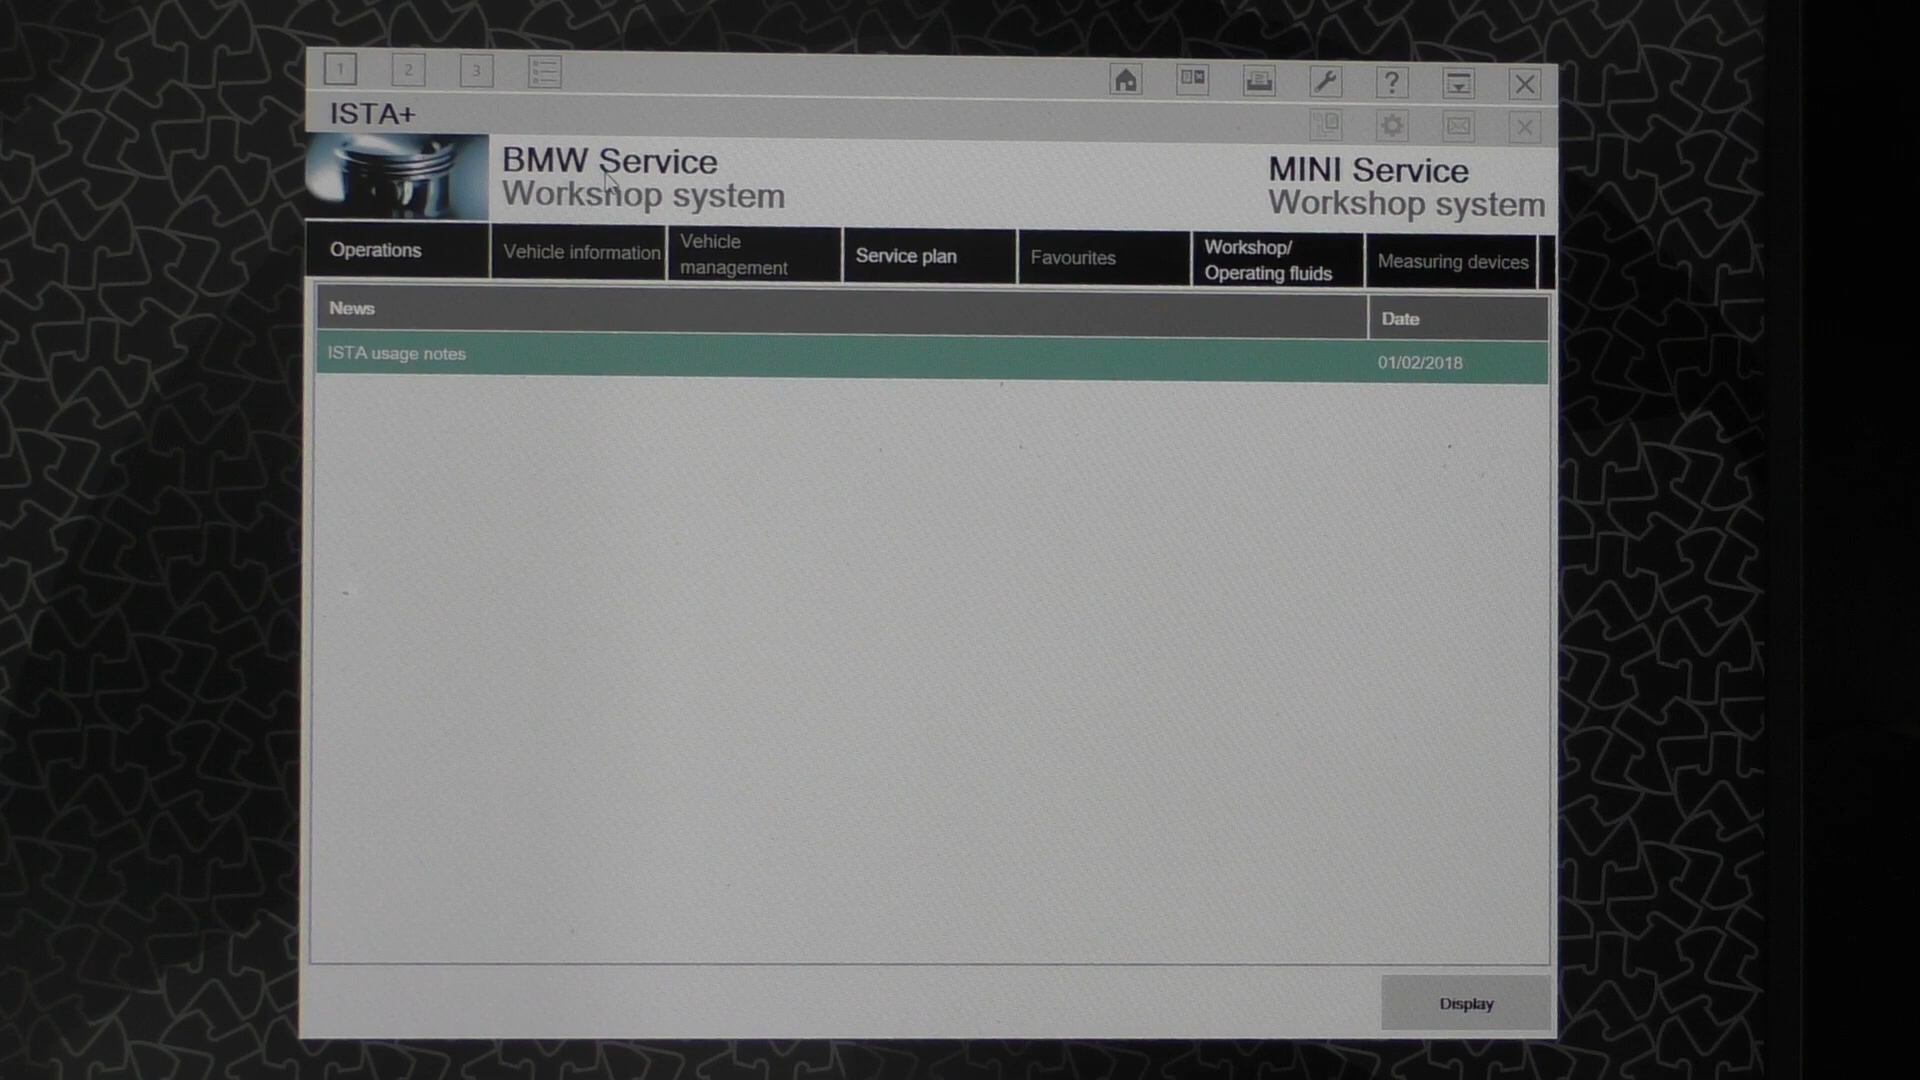 1 2 3
ISTA+
BMW Service
Workshop system
MINI Service
Workshop system
Operations
Vehicle information
Vehicle
management
Service plan
Favourites
Workshop/
Operating fluids
Measuring devices
News
Date
ISTA usage notes
01/02/2018
Display